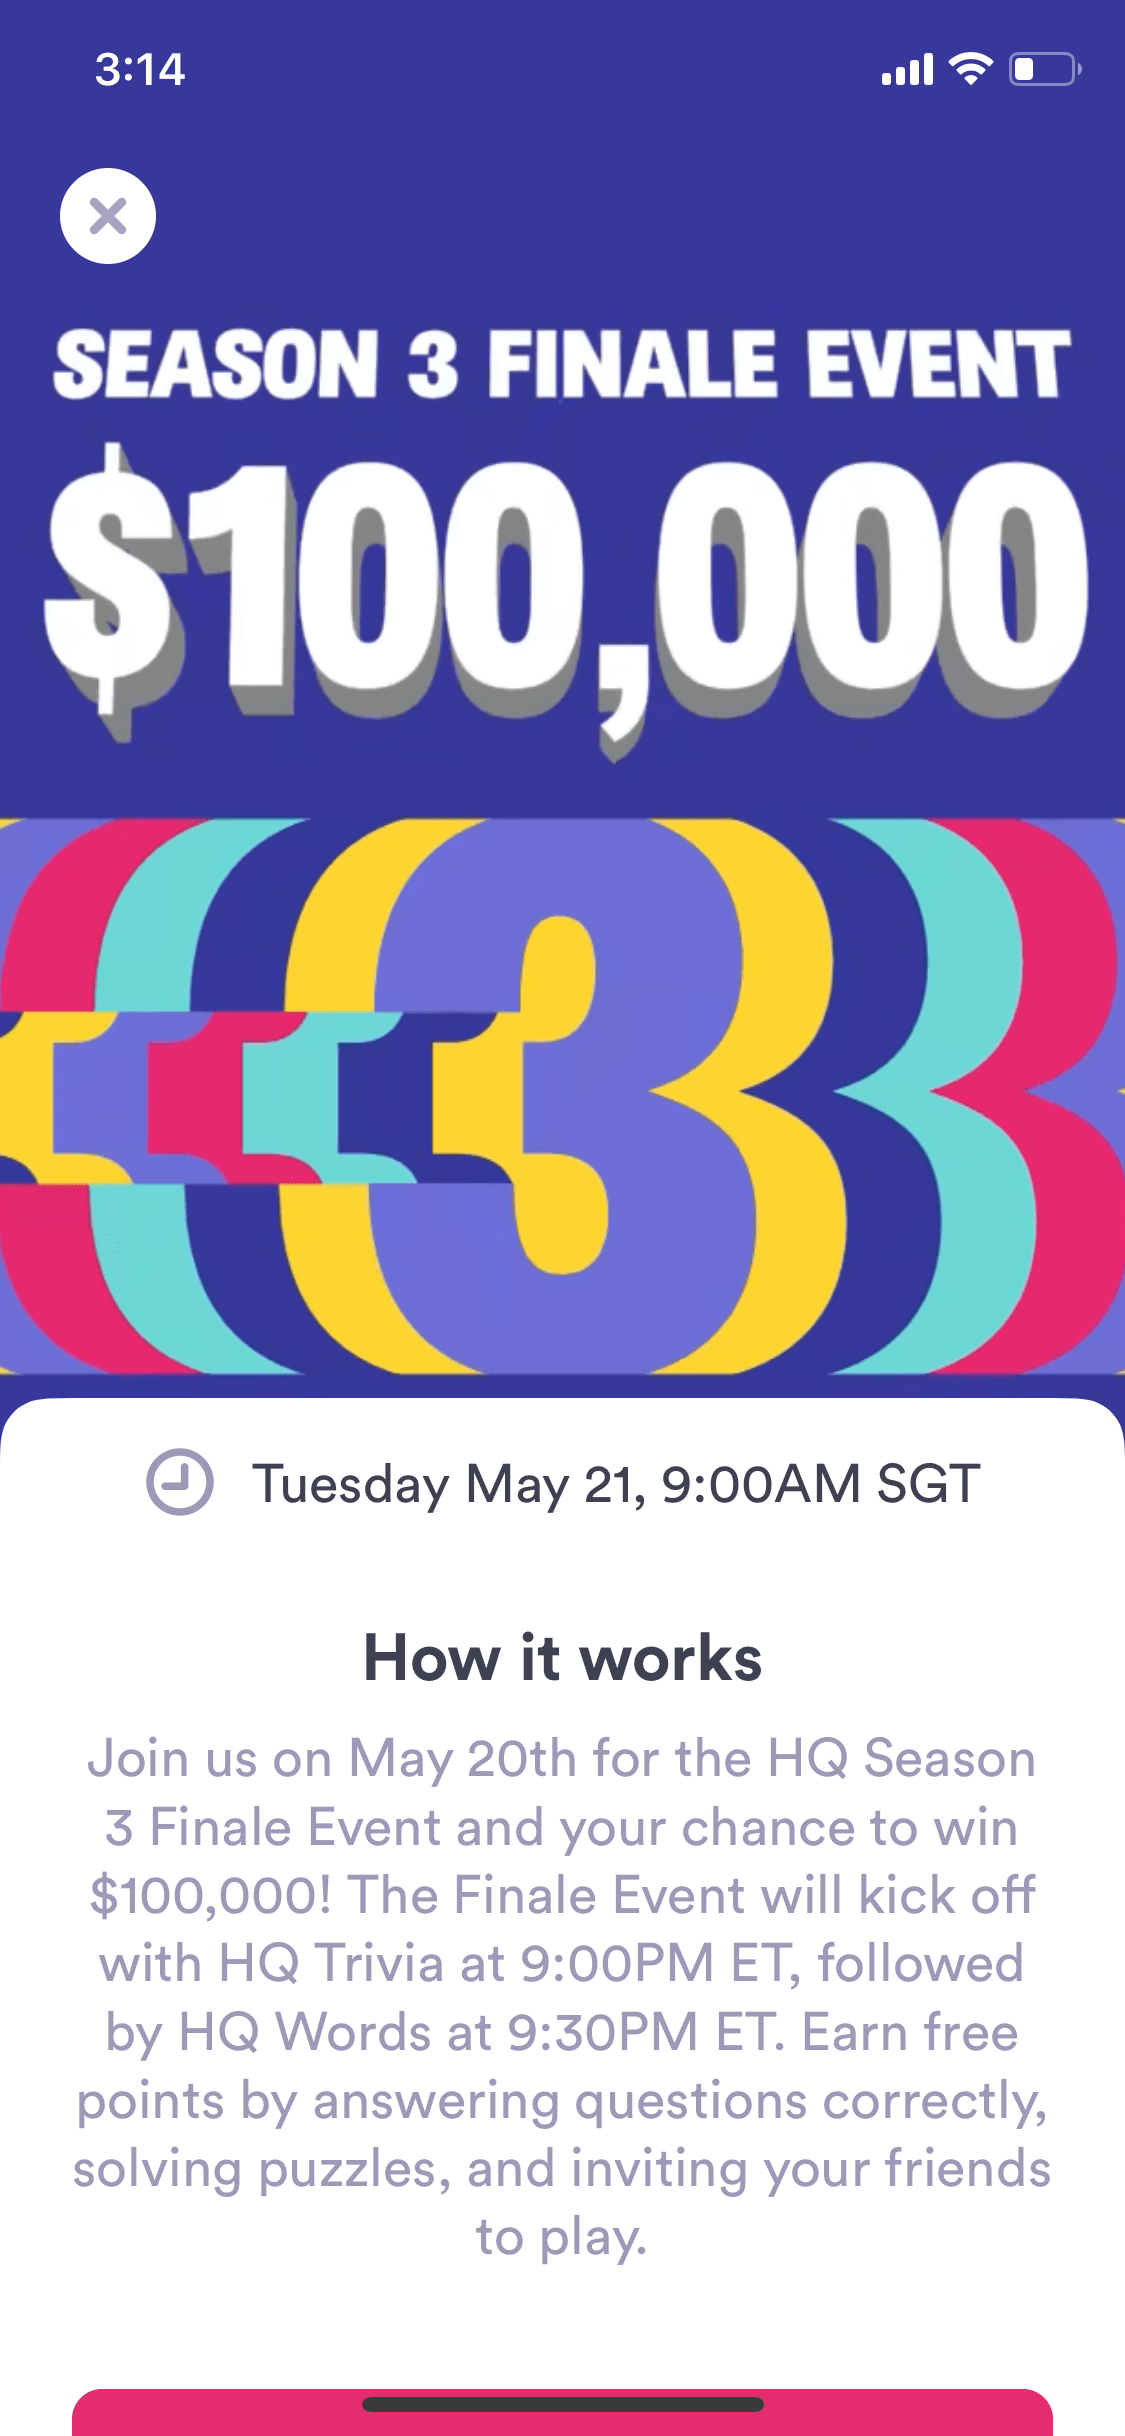 3:14
SEASON 3 FINALE EVENT
$100,000
3
Tuesday May 21, 9:00AM SGT
How it works
Join us on May 20th for the HQ Season
3 Finale Event and your chance to win
$100,000! The Finale Event will kick off
with HQ Trivia at 9:00PM ET, followed
by HQ Words at 9:30PM ET. Earn free
points by answering questions correctly,
solving puzzles, and inviting your friends
to play.